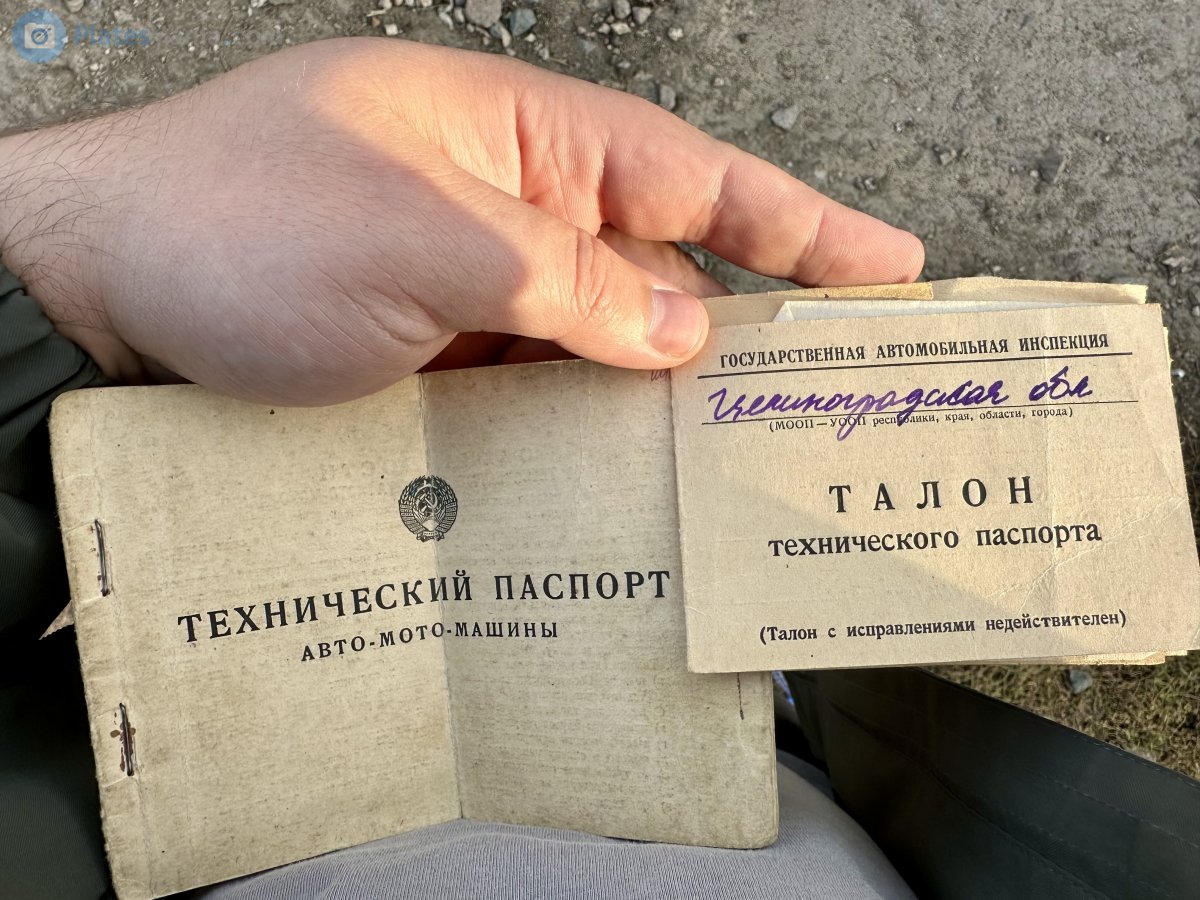 Plates
ТЕХНИЧЕСКИЙ ПАСПОРТ
АВТО-МОТО-МАШИНЫ
ГОСУДАРСТВЕННАЯ АВТОМОБИЛЬНАЯ ИНСПЕКЦИЯ
Целиноградская обл
(МООП — УООП республики, края, области, города)
ТАЛОН
технического паспорта
(Талон с исправлениями недействителен)